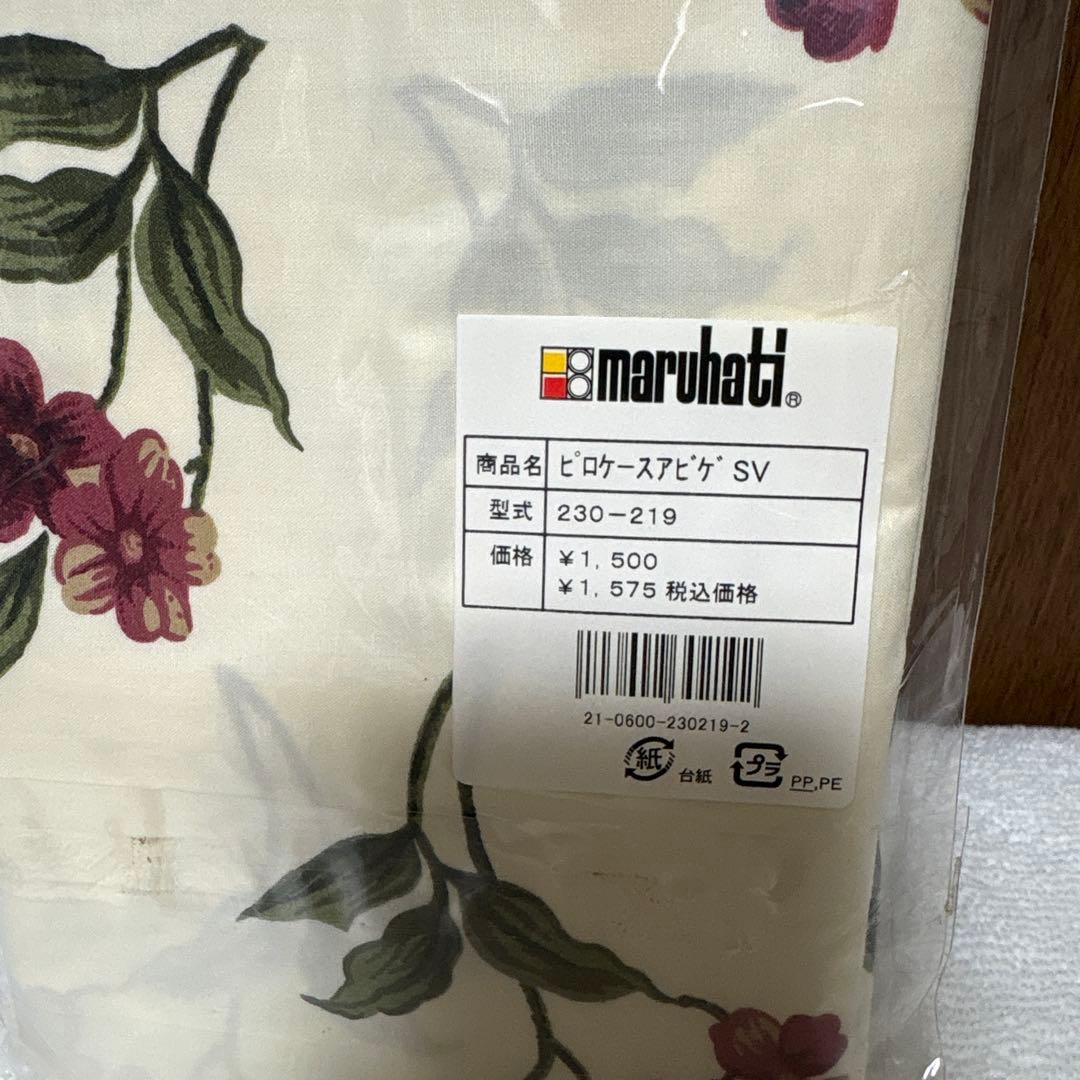 maruhati®
商品名 ﾋﾟﾛケースアﾋﾞｹﾞ SV
型式 230-219
価格 ¥1,500
¥1,575 税込価格
21-0600-230219-2
紙 台紙 プラ PP,PE